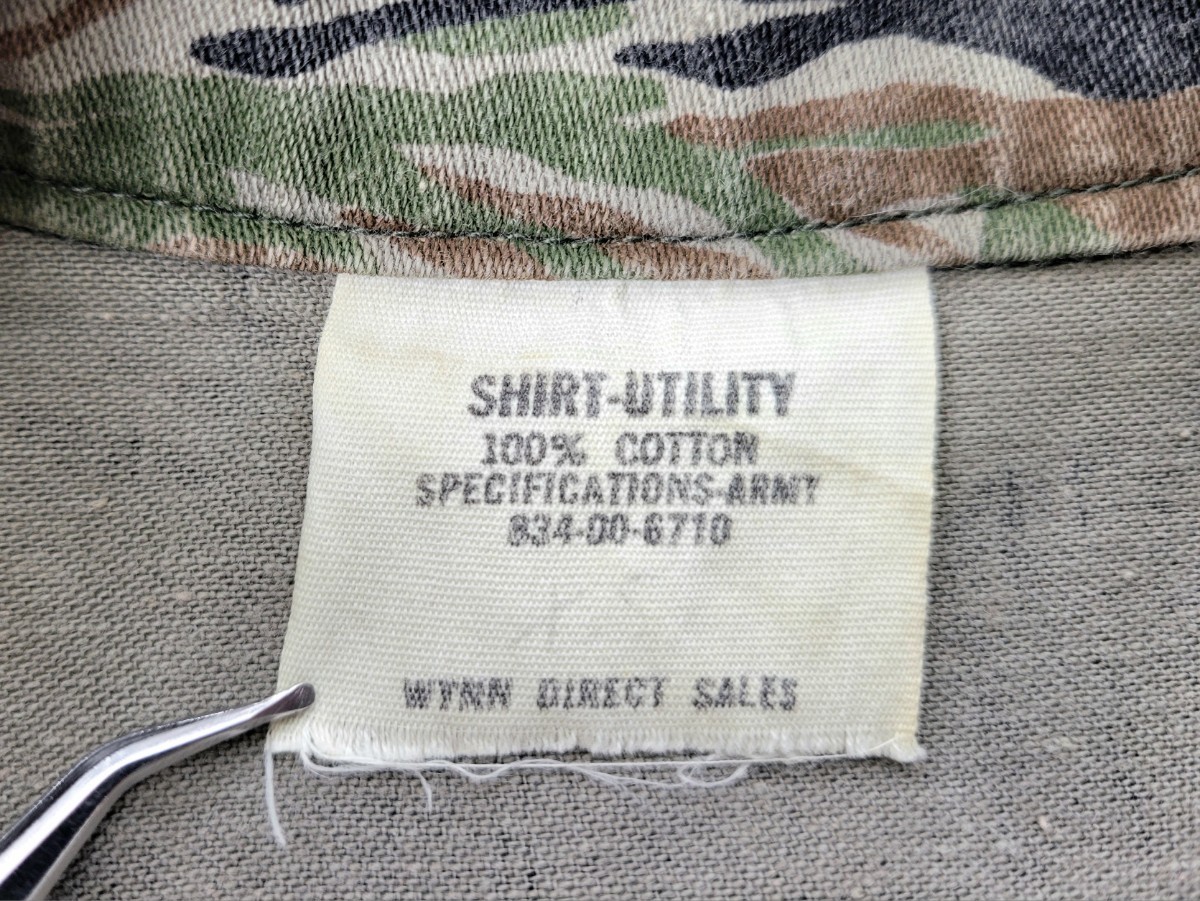 SHIRT-UTILITY
100% COTTON
SPECIFICATIONS-ARMY
834-00-6710
WYNN DIRECT SALES